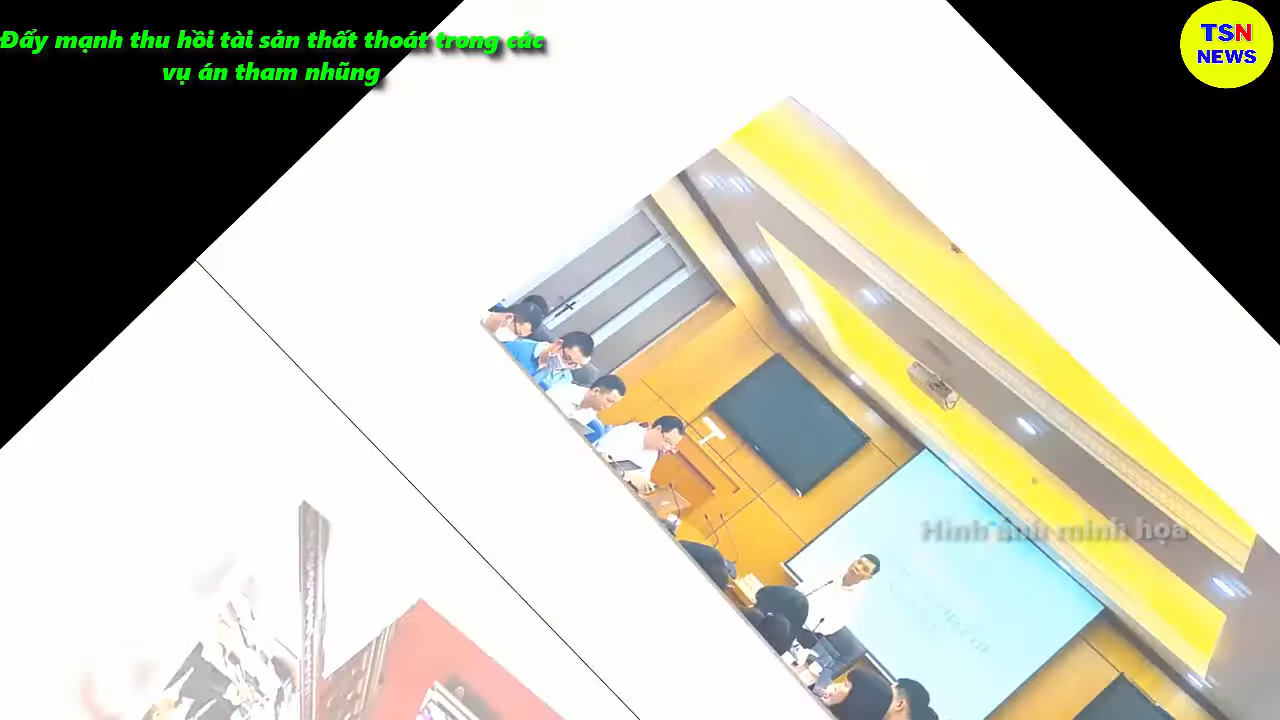 Đẩy mạnh thu hồi tài sản thất thoát trong các
vụ án tham nhũng
TSN
NEWS
Hình ảnh minh họa